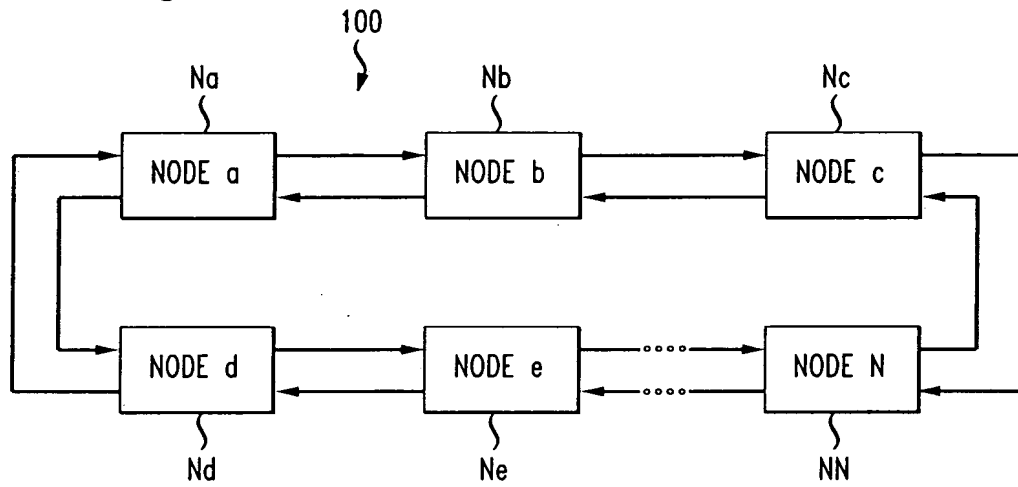 100
Na Nb Nc
NODE a NODE b NODE c
NODE d NODE e NODE N
Nd Ne NN